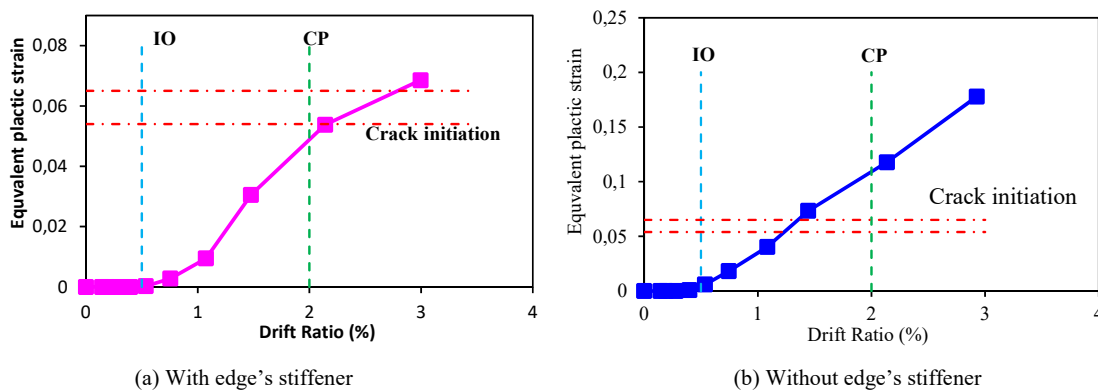 0,08
0,06
0,04
0,02
0
Equivalent plactic strain
IO
CP
Crack initiation
0 1 2 3 4
Drift Ratio (%)
(a) With edge's stiffener
0,25
0,2
0,15
0,1
0,05
0
Equvalent plactic strain
IO
CP
Crack initiation
0 1 2 3 4
Drift Ratio (%)
(b) Without edge's stiffener